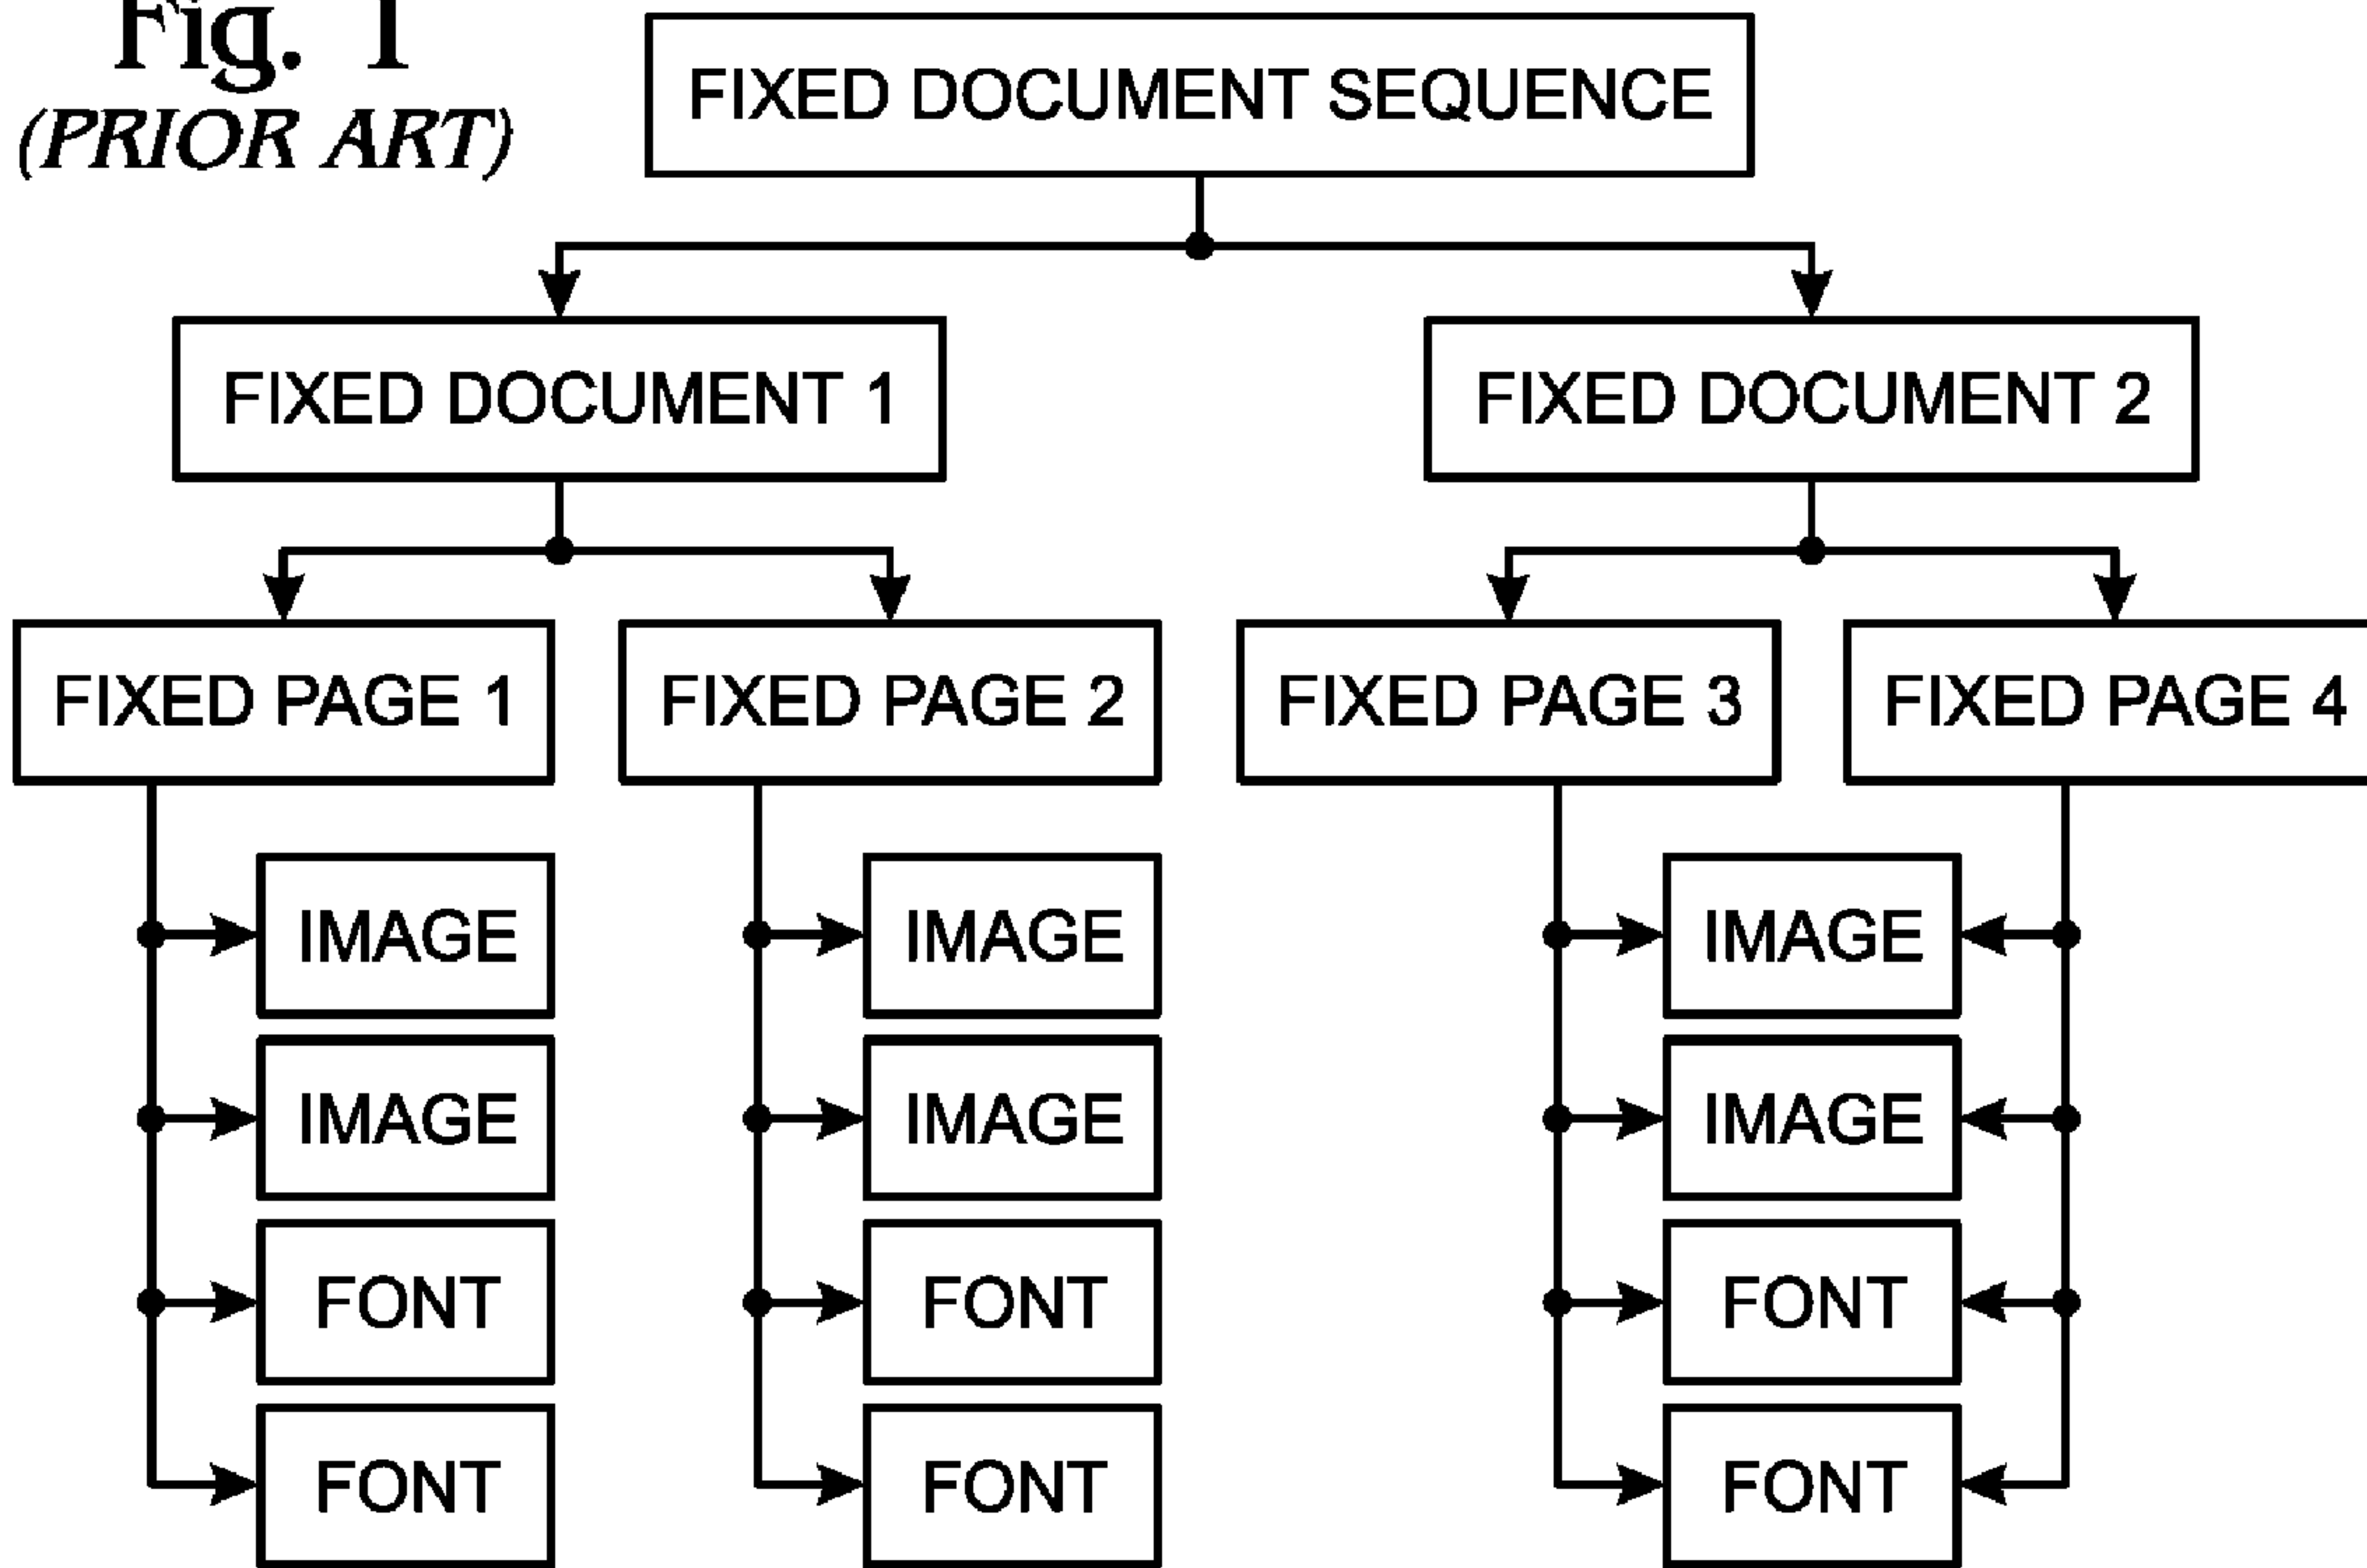 Fig. 1
(PRIOR ART)
FIXED DOCUMENT SEQUENCE
FIXED DOCUMENT 1
FIXED DOCUMENT 2
FIXED PAGE 1
FIXED PAGE 2
FIXED PAGE 3
FIXED PAGE 4
IMAGE
IMAGE
IMAGE
IMAGE
IMAGE
IMAGE
FONT
FONT
FONT
FONT
FONT
FONT